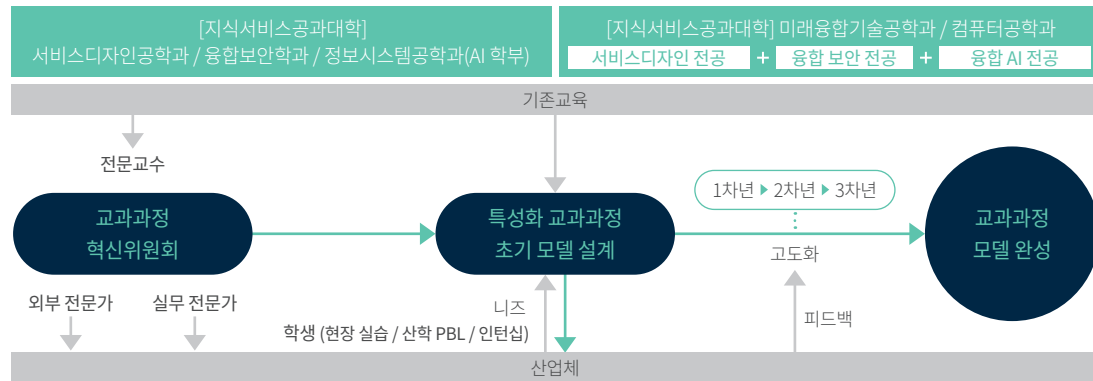 [지식서비스공과대학]
서비스디자인공학과 / 융합보안학과 / 정보시스템공학과(AI 학부)
[지식서비스공과대학] 미래융합기술공학과 / 컴퓨터공학과
서비스디자인 전공 + 융합 보안 전공 + 융합 AI 전공
기존교육
전문교수
교과과정
혁신위원회
특성화 교과과정
초기 모델 설계
1차년 ▶ 2차년 ▶ 3차년
고도화
교과과정
모델 완성
외부 전문가
실무 전문가
니즈
학생 (현장 실습 / 산학 PBL / 인턴십)
피드백
산업체